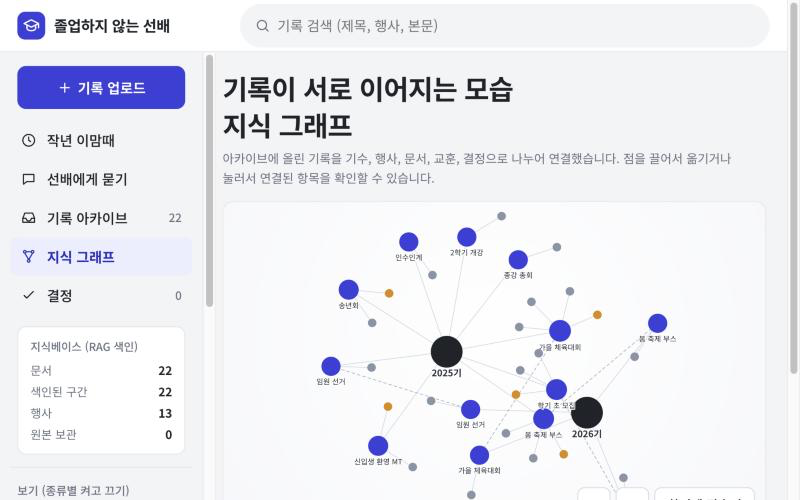 졸업하지 않는 선배
기록 검색 (제목, 행사, 본문)
+ 기록 업로드
작년 이맘때
선배에게 묻기
기록 아카이브 22
지식 그래프
결정 0
지식베이스 (RAG 색인)
문서 22
색인된 구간 22
행사 13
원본 보관 0
보기 (종류별 켜고 끄기)
기록이 서로 이어지는 모습
지식 그래프
아카이브에 올린 기록을 기수, 행사, 문서, 교훈, 결정으로 나누어 연결했습니다. 점을 끌어서 옮기거나
눌러서 연결된 항목을 확인할 수 있습니다.
인수인계
2학기 개강
종강 총회
송년회
가을 체육대회
봄 축제 부스
2025기
임원 선거
학기 초 모집
임원 선거
봄 축제 부스
2026기
신입생 환영 MT
가을 체육대회